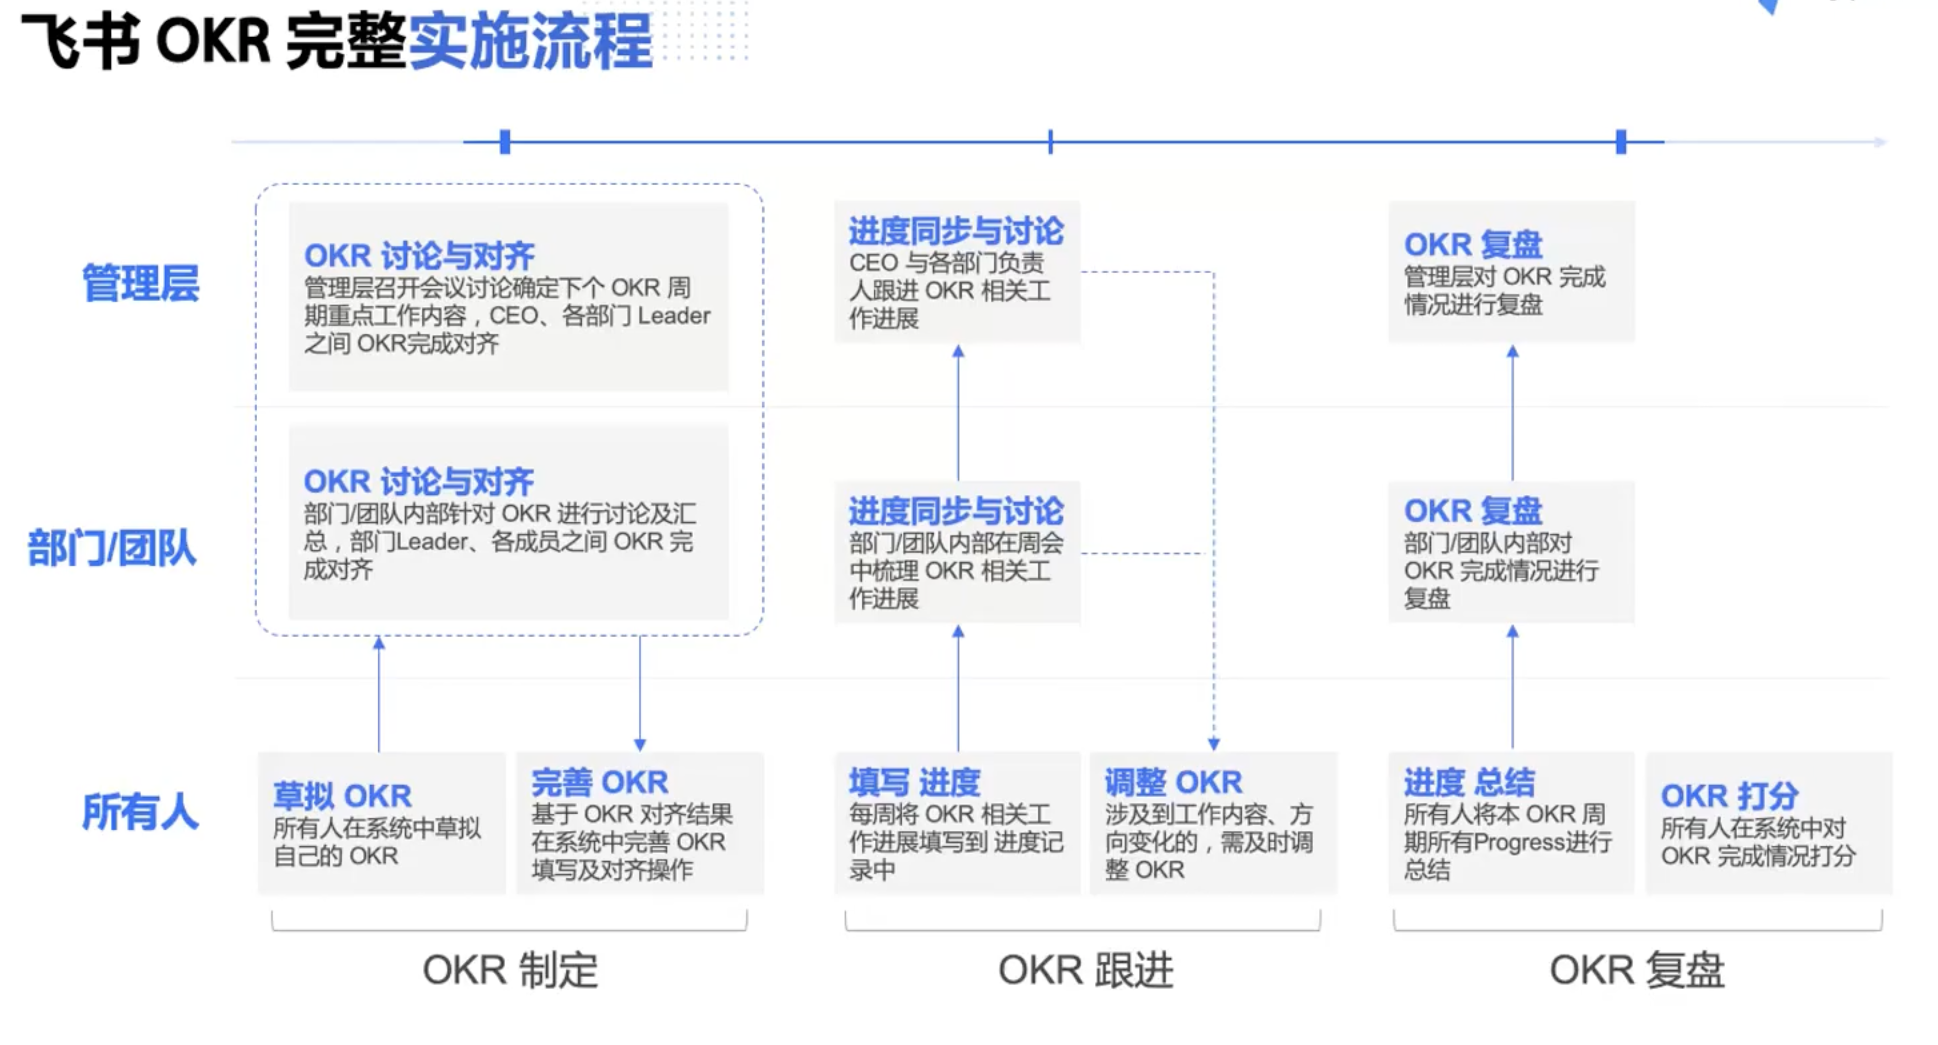 飞书 OKR 完整实施流程
管理层
OKR 讨论与对齐
管理层召开会议讨论确定下个 OKR 周
期重点工作内容，CEO、各部门 Leader
之间 OKR完成对齐
进度同步与讨论
CEO 与各部门负责
人跟进 OKR 相关工
作进展
OKR 复盘
管理层对 OKR 完成
情况进行复盘
部门/团队
OKR 讨论与对齐
部门/团队内部针对 OKR 进行讨论及汇
总，部门Leader、各成员之间 OKR 完
成对齐
进度同步与讨论
部门/团队内部在周会
中梳理 OKR 相关工
作进展
OKR 复盘
部门/团队内部对
OKR 完成情况进行
复盘
所有人
草拟 OKR
所有人在系统中草拟
自己的 OKR
完善 OKR
基于 OKR 对齐结果
在系统中完善 OKR
填写及对齐操作
填写 进度
每周将 OKR 相关工
作进展填写到 进度记
录中
调整 OKR
涉及到工作内容、方
向变化的，需及时调
整 OKR
进度 总结
所有人将本 OKR 周
期所有Progress进行
总结
OKR 打分
所有人在系统中对
OKR 完成情况打分
OKR 制定
OKR 跟进
OKR 复盘